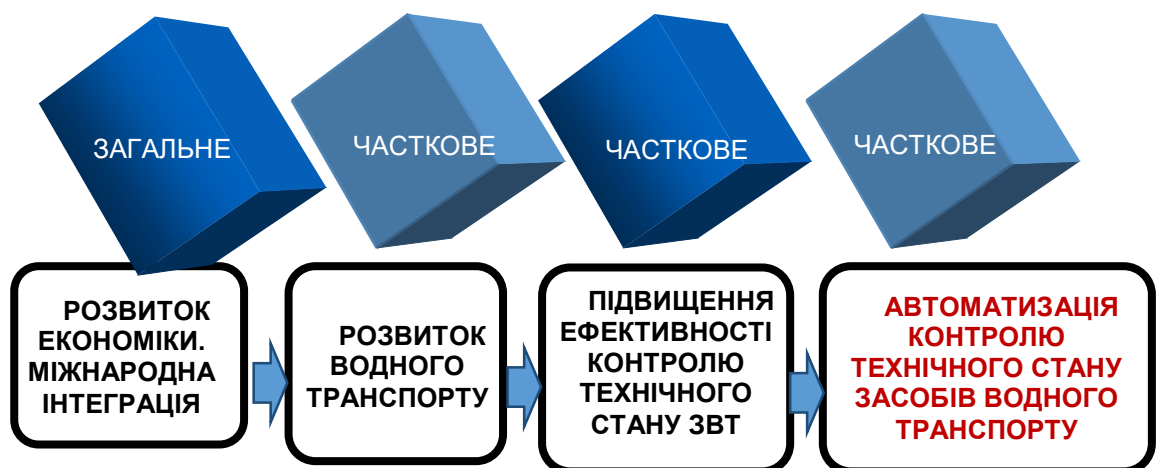 ЗАГАЛЬНЕ
ЧАСТКОВЕ
ЧАСТКОВЕ
ЧАСТКОВЕ
РОЗВИТОК
ЕКОНОМІКИ.
МІЖНАРОДНА
ІНТЕГРАЦІЯ
РОЗВИТОК
ВОДНОГО
ТРАНСПОРТУ
ПІДВИЩЕННЯ
ЕФЕКТИВНОСТІ
КОНТРОЛЮ
ТЕХНІЧНОГО
СТАНУ ЗВТ
АВТОМАТИЗАЦІЯ
КОНТРОЛЮ
ТЕХНІЧНОГО СТАНУ
ЗАСОБІВ ВОДНОГО
ТРАНСПОРТУ